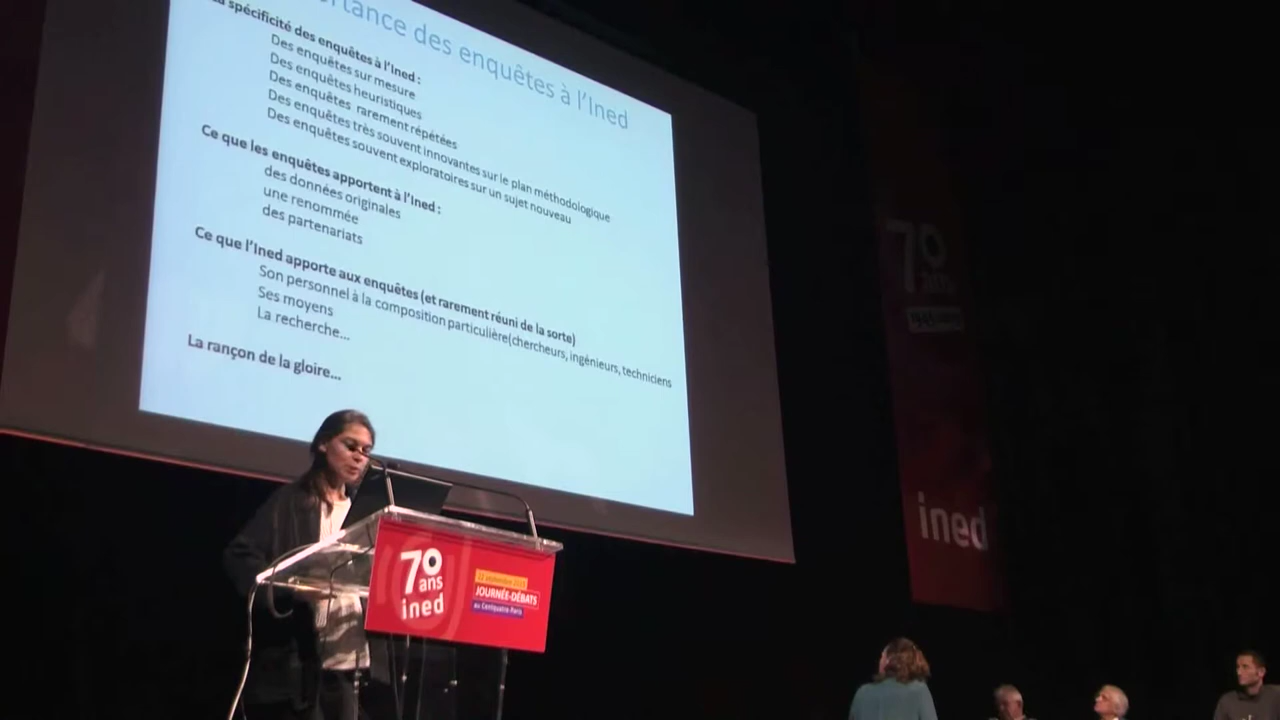 ortance des enquêtes à l'Ined
spécificité des enquêtes à l'Ined :
Des enquêtes sur mesure
Des enquêtes heuristiques
Des enquêtes rarement répétées
Des enquêtes très souvent innovantes sur le plan méthodologique
Des enquêtes souvent exploratoires sur un sujet nouveau
Ce que les enquêtes apportent à l'Ined :
des données originales
une renommée
des partenariats
Ce que l'Ined apporte aux enquêtes (et rarement réuni de la sorte)
Son personnel à la composition particulière(chercheurs, ingénieurs, techniciens
Ses moyens
La recherche...
La rançon de la gloire...
70
ans
ined
JOURNÉE-DÉBATS
au Centquatre-Paris
70
ans
ined